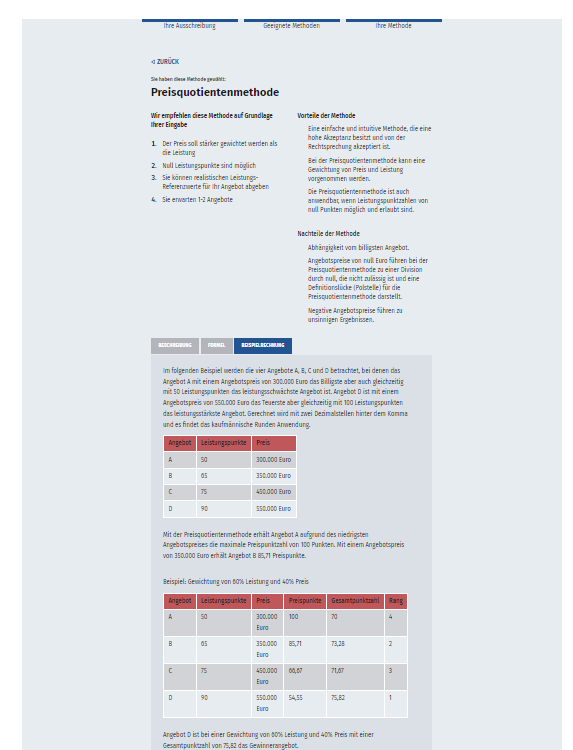 Ihre Ausschreibung
Geeignete Methoden
Ihre Methode
ZURÜCK
Sie haben diese Methode gewählt:
Preisquotientenmethode
Wir empfehlen diese Methode auf Grundlage
Ihrer Eingabe
1. Der Preis soll stärker gewichtet werden als
die Leistung
2. Null Leistungspunkte sind möglich
3. Sie können realistischen Leistungs-
Referenzwerte für Ihr Angebot abgeben
4. Sie erwarten 1-2 Angebote
Vorteile der Methode
Eine einfache und intuitive Methode, die eine
hohe Akzeptanz besitzt und von der
Rechtsprechung akzeptiert ist.
Bei der Preisquotientenmethode kann eine
Gewichtung von Preis und Leistung
vorgenommen werden.
Die Preisquotientenmethode ist auch
anwendbar, wenn Leistungspunktzahlen von
null Punkten möglich und erlaubt sind.
Nachteile der Methode
Abhängigkeit vom billigsten Angebot.
Angebotspreise von null Euro führen bei der
Preisquotientenmethode zu einer Division
durch null, die nicht zulässig ist und eine
Definitionslücke (Polstelle) für die
Preisquotientenmethode darstellt.
Negative Angebotspreise führen zu
unsinnigen Ergebnissen.
BESCHREIBUNG
FORMEL
BEISPIELRECHNUNG
Im folgenden Beispiel werden die vier Angebote A, B, C und D betrachtet, bei denen das
Angebot A mit einem Angebotspreis von 300.000 Euro das Billigste aber auch gleichzeitig
mit 50 Leistungspunkten das leistungsschwächste Angebot ist. Angebot D ist mit einem
Angebotspreis von 550.000 Euro das Teuerste aber gleichzeitig mit 100 Leistungspunkten
das leistungsstärkste Angebot. Gerechnet wird mit zwei Dezimalstellen hinter dem Komma
und es findet das kaufmännische Runden Anwendung.
Angebot Leistungspunkte Preis
A 50 300.000 Euro
B 65 350.000 Euro
C 75 450.000 Euro
D 90 550.000 Euro
Mit der Preisquotientenmethode erhält Angebot A aufgrund des niedrigsten
Angebotspreises die maximale Preispunktzahl von 100 Punkten. Mit einem Angebotspreis
von 350.000 Euro erhält Angebot B 85,71 Preispunkte.
Beispiel: Gewichtung von 60% Leistung und 40% Preis
Angebot Leistungspunkte Preis Preispunkte Gesamtpunktzahl Rang
A 50 300.000 100 70 4
Euro
B 65 350.000 85,71 73,28 2
Euro
C 75 450.000 66,67 71,67 3
Euro
D 90 550.000 54,55 75,82 1
Euro
Angebot D ist bei einer Gewichtung von 60% Leistung und 40% Preis mit einer
Gesamtpunktzahl von 75,82 das Gewinnerangebot.